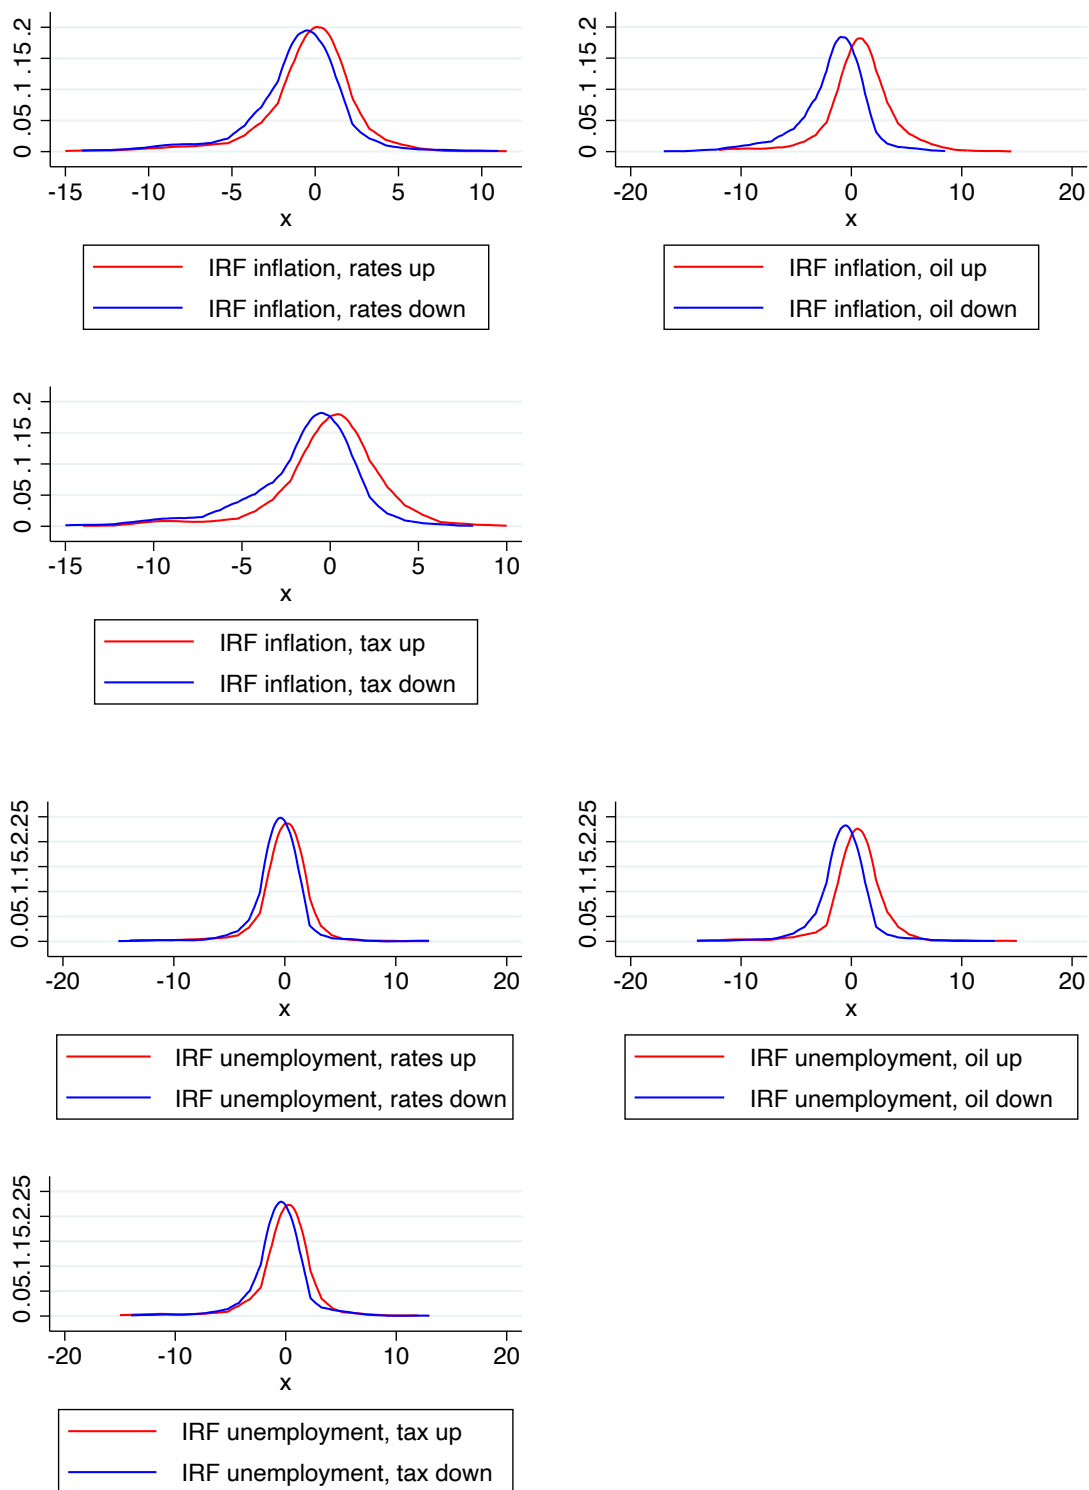 0 .05 .1 .15 .2
-15 -10 -5 0 5 10
x
IRF inflation, rates up
IRF inflation, rates down
0 .05 .1 .15 .2
-20 -10 0 10 20
x
IRF inflation, oil up
IRF inflation, oil down
0 .05 .1 .15 .2
-15 -10 -5 0 5 10
x
IRF inflation, tax up
IRF inflation, tax down
0 .05 .1 .15 .2 .25
-20 -10 0 10 20
x
IRF unemployment, rates up
IRF unemployment, rates down
0 .05 .1 .15 .2 .25
-20 -10 0 10 20
x
IRF unemployment, oil up
IRF unemployment, oil down
0 .05 .1 .15 .2 .25
-20 -10 0 10 20
x
IRF unemployment, tax up
IRF unemployment, tax down